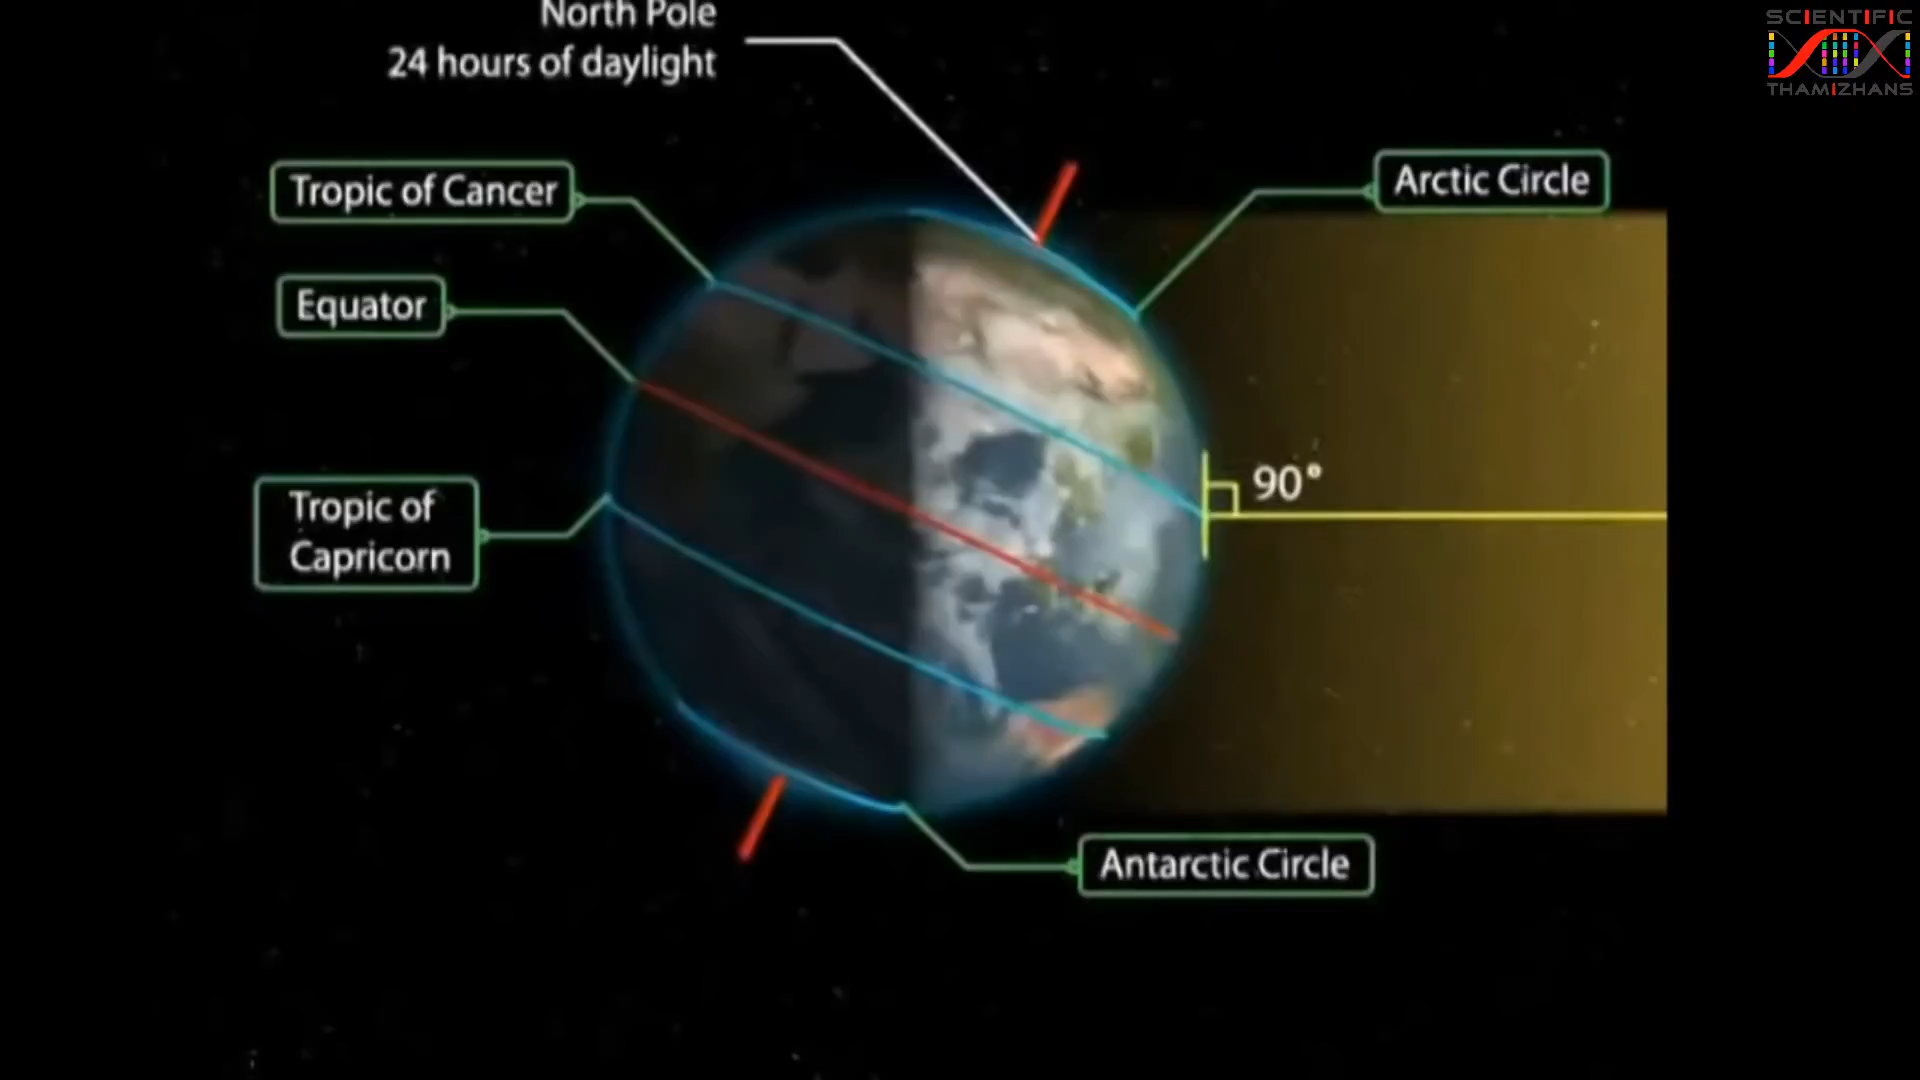 North Pole
24 hours of daylight
SCIENTIFIC
THAMIZHANS
Tropic of Cancer
Arctic Circle
Equator
90°
Tropic of
Capricorn
Antarctic Circle